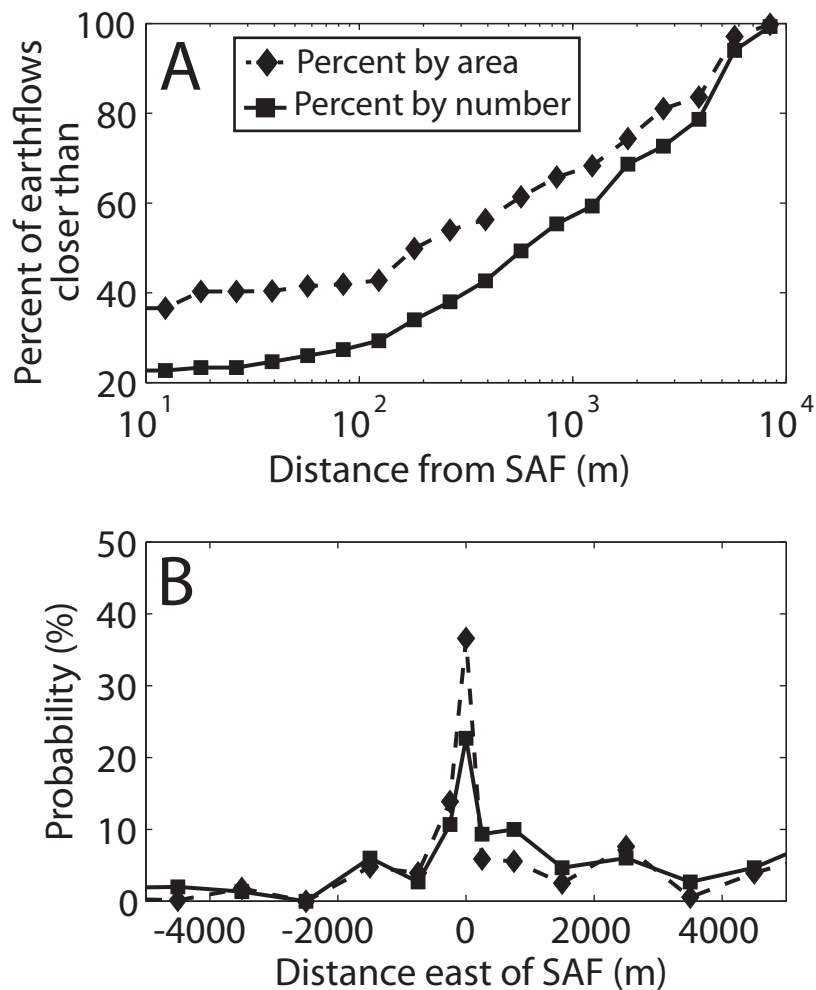 A
Percent by area
Percent by number
100
80
60
40
20
Percent of earthflows
closer than
10^1
10^2
10^3
10^4
Distance from SAF (m)
B
50
40
30
20
10
0
Probability (%)
-4000
-2000
0
2000
4000
Distance east of SAF (m)